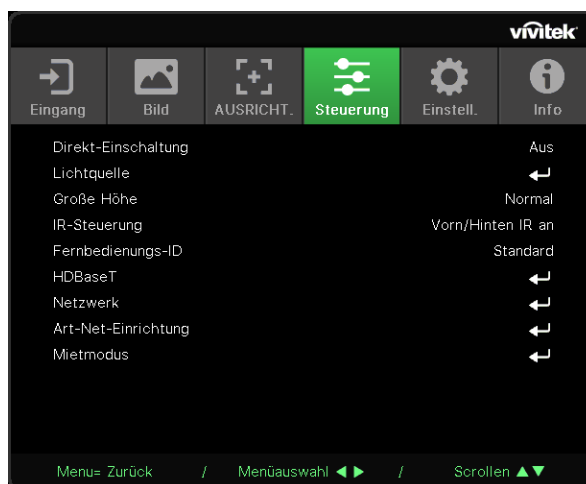 vivitek
Eingang Bild AUSRICHT. Steuerung Einstell. Info
Direkt-Einschaltung Aus
Lichtquelle
Große Höhe Normal
IR-Steuerung Vorn/Hinten IR an
Fernbedienungs-ID Standard
HDBaseT
Netzwerk
Art-Net-Einrichtung
Mietmodus
Menu= Zurück / Menüauswahl ◀ ▶ / Scrollen ▲▼